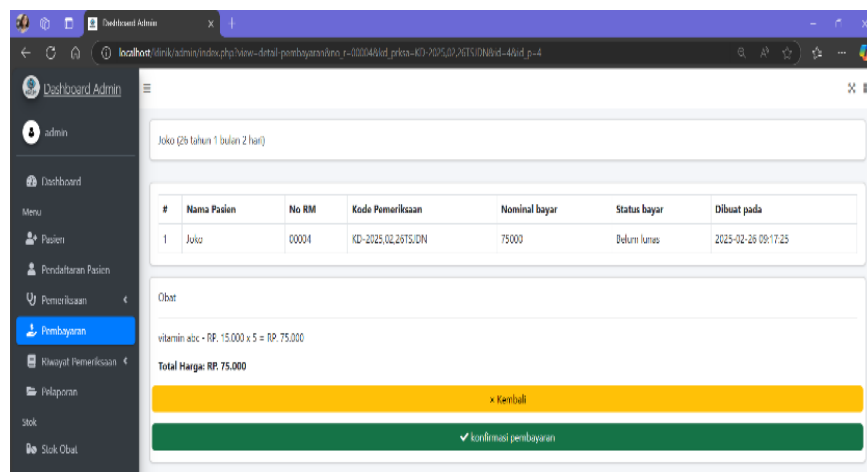 Dashboard Admin
localhost/klinik/admin/index.php?view=detail-pembayaran&no_r=00004&kd_prksa=KD-2025,02,26TSJDN&id=4&id_p=4
Dashboard Admin
admin
Joko (26 tahun 1 bulan 2 hari)
Dashboard
Menu
Pasien
Pendaftaran Pasien
Pemeriksaan
Pembayaran
Riwayat Pemeriksaan
Pelaporan
Stok
Stok Obat
# Nama Pasien No RM Kode Pemeriksaan Nominal bayar Status bayar Dibuat pada
1 Joko 00004 KD-2025,02,26TSJDN 75000 Belum lunas 2025-02-26 09:17:25
Obat
vitamin abc - RP. 15.000 x 5 = RP. 75.000
Total Harga: RP. 75.000
× Kembali
✔ konfirmasi pembayaran